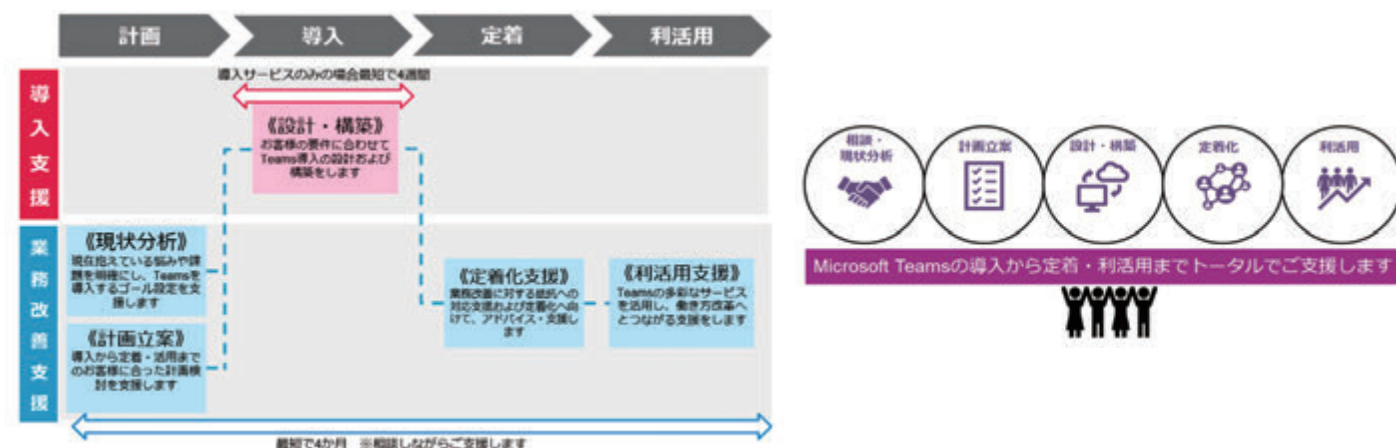 計画
導入
定着
利活用
導入サービスのみの場合最短で4週間
導入支援
《設計・構築》
お客様の要件に合わせて
Teams導入の設計および
構築をします
業務改善支援
《現状分析》
現在抱えている悩みや課
題を明確にし、Teamsを
導入するゴール設定を支
援します
《計画立案》
導入から定着・活用まで
のお客様に合った計画検
討を支援します
《定着化支援》
業務改善に対する抵抗への
対応支援および定着化へ向
けて、アドバイス・支援し
ます
《利活用支援》
Teamsの多彩なサービス
を活用し、働き方改革へ
とつながる支援をします
最短で4か月 ※相談しながらご支援します
相談・
現状分析
計画立案
設計・構築
定着化
利活用
Microsoft Teamsの導入から定着・利活用までトータルでご支援します